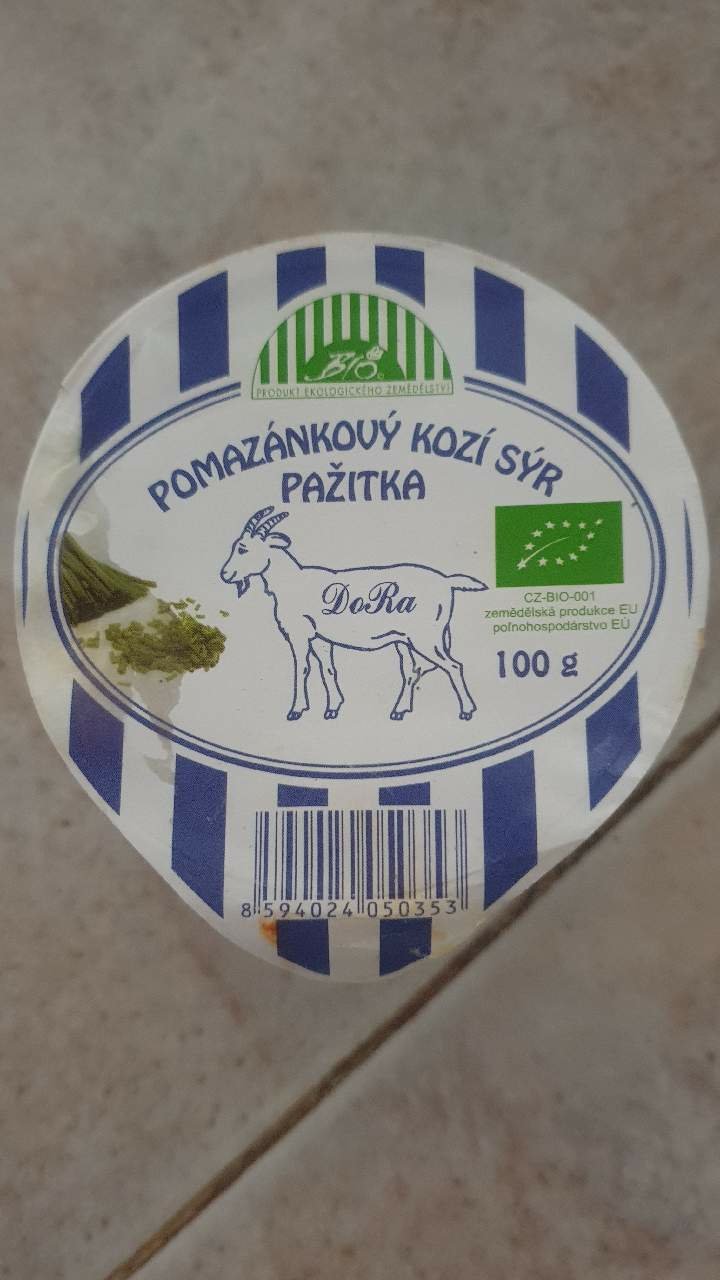 Bio
PRODUKT EKOLOGICKÉHO ZEMĚDĚLSTVÍ
POMAZÁNKOVÝ KOZÍ SÝR
PAŽITKA
DoRa
CZ-BIO-001
zemědělská produkce EU
poľnohospodárstvo EÚ
100 g
8 594024 050353